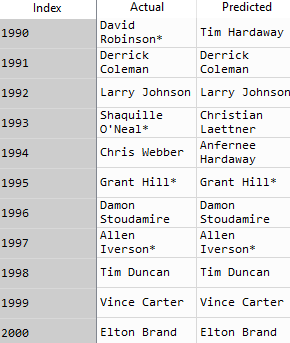 Index Actual Predicted
1990 David Robinson* Tim Hardaway
1991 Derrick Coleman Derrick Coleman
1992 Larry Johnson Larry Johnson
1993 Shaquille O'Neal* Christian Laettner
1994 Chris Webber Anfernee Hardaway
1995 Grant Hill* Grant Hill*
1996 Damon Stoudamire Damon Stoudamire
1997 Allen Iverson* Allen Iverson*
1998 Tim Duncan Tim Duncan
1999 Vince Carter Vince Carter
2000 Elton Brand Elton Brand